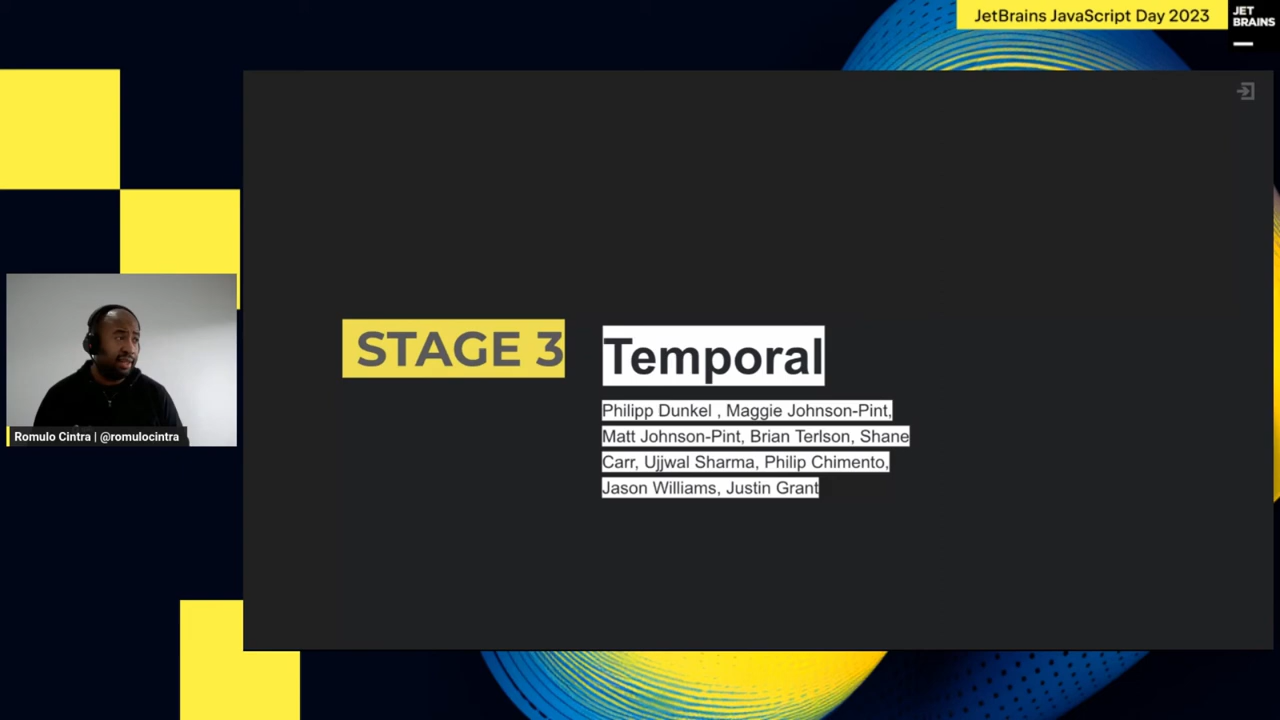 JetBrains JavaScript Day 2023
JET
BRAINS
STAGE 3
Temporal
Philipp Dunkel , Maggie Johnson-Pint,
Matt Johnson-Pint, Brian Terlson, Shane
Carr, Ujjwal Sharma, Philip Chimento,
Jason Williams, Justin Grant
Romulo Cintra | @romulocintra